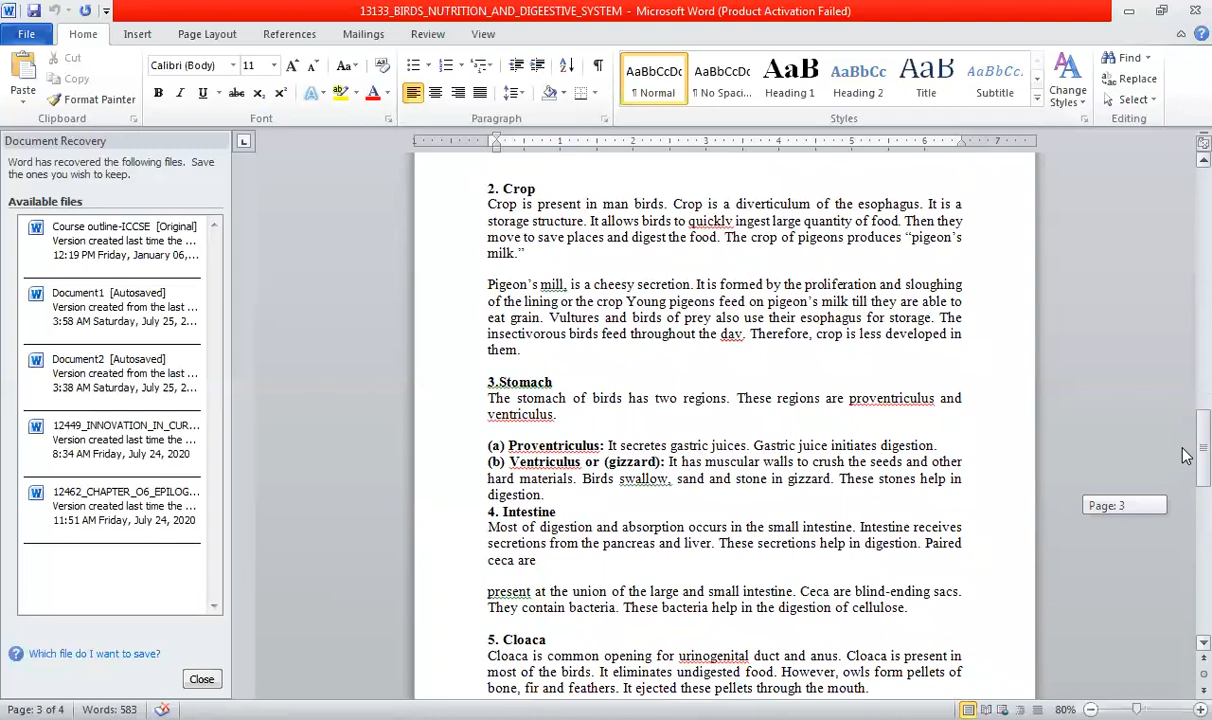 13133_BIRDS_NUTRITION_AND_DIGEESTIVE_SYSTEM - Microsoft Word (Product Activation Failed)
File Home Insert Page Layout References Mailings Review View
Paste
Cut
Copy
Format Painter
Clipboard
Calibri (Body) 11
Font
Paragraph
AaBbCcDc AaBbCcDc AaB AaBbCc AaB AaBbCc.
¶ Normal ¶ No Spaci... Heading 1 Heading 2 Title Subtitle
Styles
Change
Styles
Find
Replace
Select
Editing
Document Recovery
Word has recovered the following files. Save
the ones you wish to keep.
Available files
Course outline-ICCSE [Original]
Version created last time the ...
12:19 PM Friday, January 06,...
Document1 [Autosaved]
Version created from the last ...
3:58 AM Saturday, July 25, 2...
Document2 [Autosaved]
Version created from the last ...
3:38 AM Saturday, July 25, 2...
12449_INNOVATION_IN_CUR...
Version created last time the ...
8:34 AM Friday, July 24, 2020
12462_CHAPTER_O6_EPILOG...
Version created from the last ...
11:51 AM Friday, July 24, 2020
Which file do I want to save?
Close
1 1 2 3 4 5 6 7
2. Crop
Crop is present in man birds. Crop is a diverticulum of the esophagus. It is a
storage structure. It allows birds to quicklv ingest large quantity of food. Then they
move to save places and digest the food. The crop of pigeons produces “pigeon’s
milk.”
Pigeon’s mill, is a cheesy secretion. It is formed by the proliferation and sloughing
of the lining or the crop Young pigeons feed on pigeon’s milk till they are able to
eat grain. Vultures and birds of prey also use their esophagus for storage. The
insectivorous birds feed throughout the dav. Therefore, crop is less developed in
them.
3.Stomach
The stomach of birds has two regions. These regions are proventriculus and
ventriculus.
(a) Proventriculus: It secretes gastric juices. Gastric juice initiates digestion.
(b) Ventriculus or (gizzard): It has muscular walls to crush the seeds and other
hard materials. Birds swallow, sand and stone in gizzard. These stones help in
digestion.
4. Intestine
Most of digestion and absorption occurs in the small intestine. Intestine receives
secretions from the pancreas and liver. These secretions help in digestion. Paired
ceca are
present at the union of the large and small intestine. Ceca are blind-ending sacs.
They contain bacteria. These bacteria help in the digestion of cellulose.
5. Cloaca
Cloaca is common opening for urinogenital duct and anus. Cloaca is present in
most of the birds. It eliminates undigested food. However, owls form pellets of
bone, fir and feathers. It ejected these pellets through the mouth.
Page: 3
Page: 3 of 4 Words: 583 80%